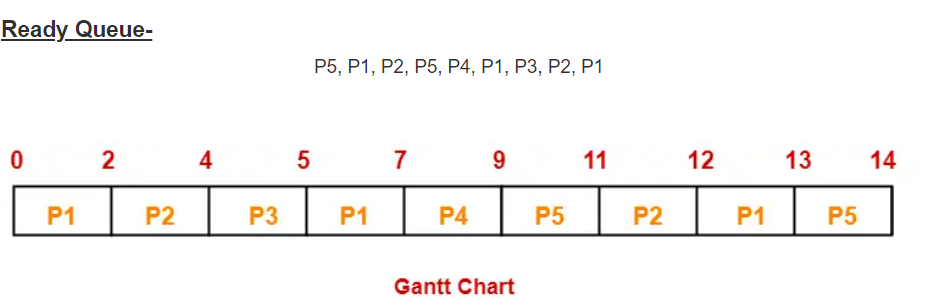 Ready Queue-
P5, P1, P2, P5, P4, P1, P3, P2, P1
0 2 4 5 7 9 11 12 13 14
P1 P2 P3 P1 P4 P5 P2 P1 P5
Gantt Chart